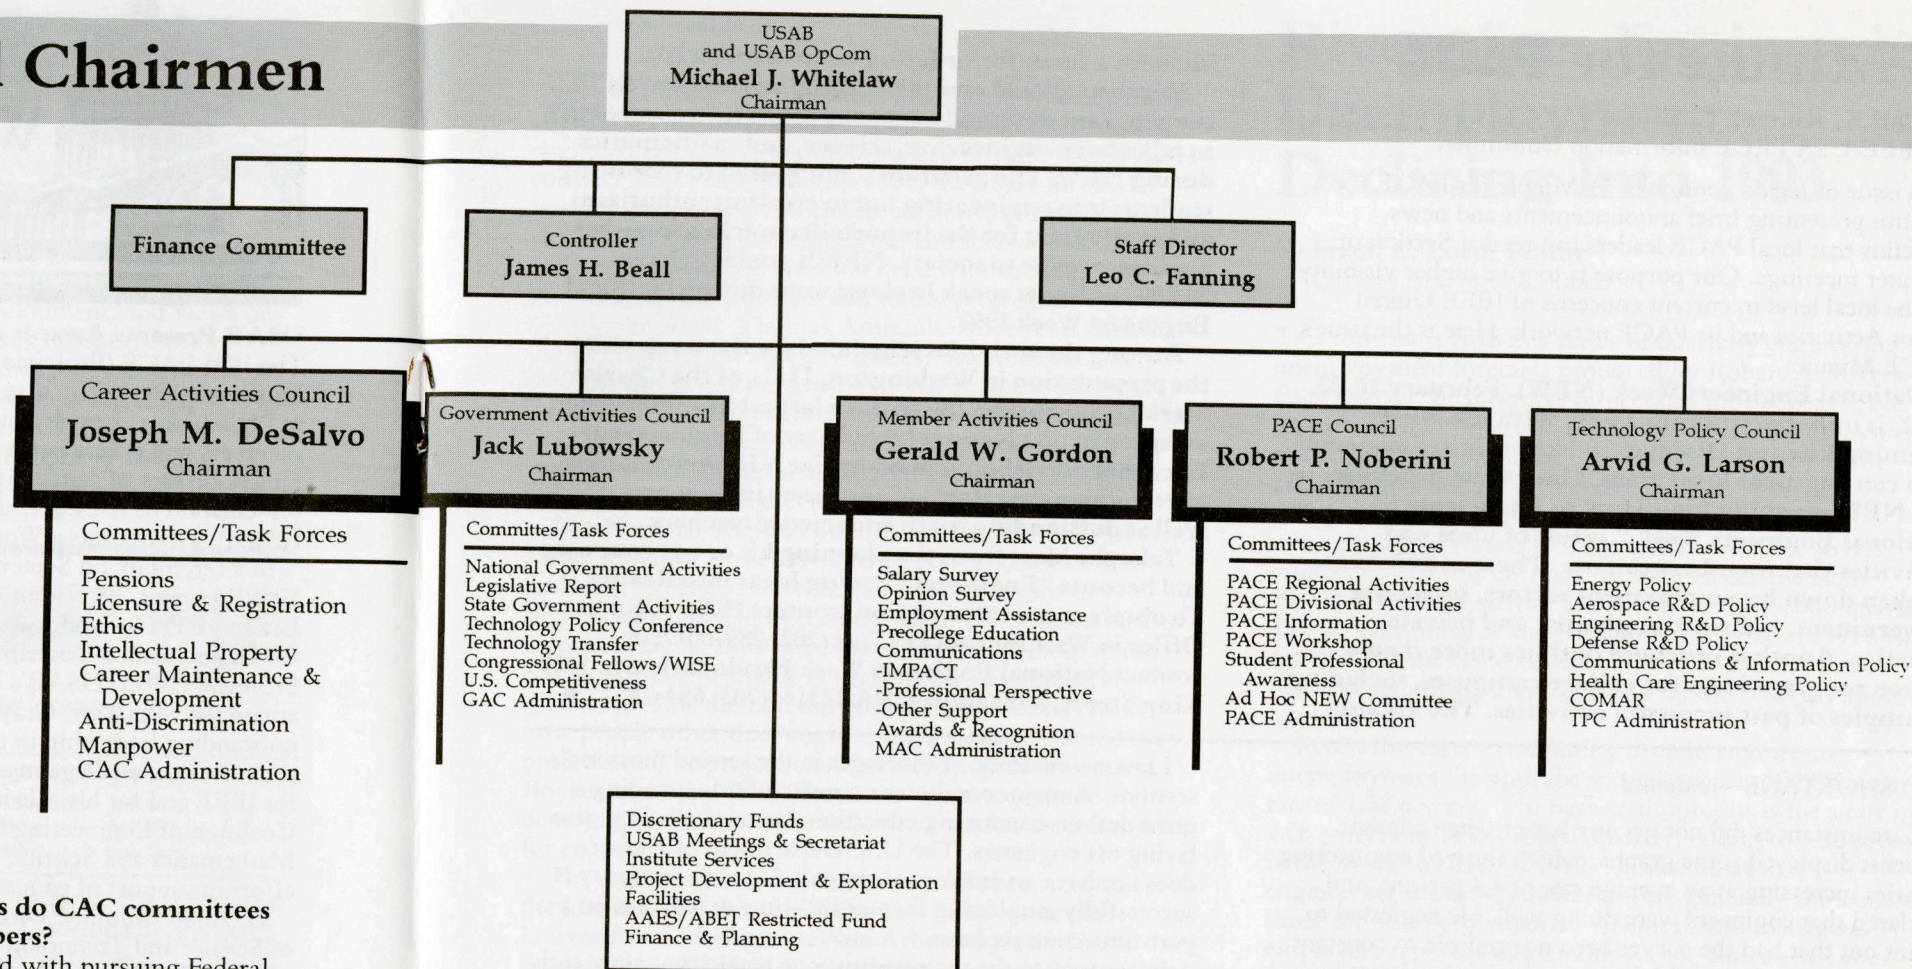 Chairmen
USAB
and USAB OpCom
Michael J. Whitelaw
Chairman
Finance Committee
Controller
James H. Beall
Staff Director
Leo C. Fanning
Career Activities Council
Joseph M. DeSalvo
Chairman
Committees/Task Forces
Pensions
Licensure & Registration
Ethics
Intellectual Property
Career Maintenance &
Development
Anti-Discrimination
Manpower
CAC Administration
Government Activities Council
Jack Lubowsky
Chairman
Committes/Task Forces
National Government Activities
Legislative Report
State Government Activities
Technology Policy Conference
Technology Transfer
Congressional Fellows/WISE
U.S. Competitiveness
GAC Administration
Member Activities Council
Gerald W. Gordon
Chairman
Committees/Task Forces
Salary Survey
Opinion Survey
Employment Assistance
Precollege Education
Communications
-IMPACT
-Professional Perspective
-Other Support
Awards & Recognition
MAC Administration
PACE Council
Robert P. Noberini
Chairman
Committees/Task Forces
PACE Regional Activities
PACE Divisional Activities
PACE Information
PACE Workshop
Student Professional
Awareness
Ad Hoc NEW Committee
PACE Administration
Technology Policy Council
Arvid G. Larson
Chairman
Committees/Task Forces
Energy Policy
Aerospace R&D Policy
Engineering R&D Policy
Defense R&D Policy
Communications & Information Policy
Health Care Engineering Policy
COMAR
TPC Administration
Discretionary Funds
USAB Meetings & Secretariat
Institute Services
Project Development & Exploration
Facilities
AAES/ABET Restricted Fund
Finance & Planning
do CAC committees
with pursuing Federal